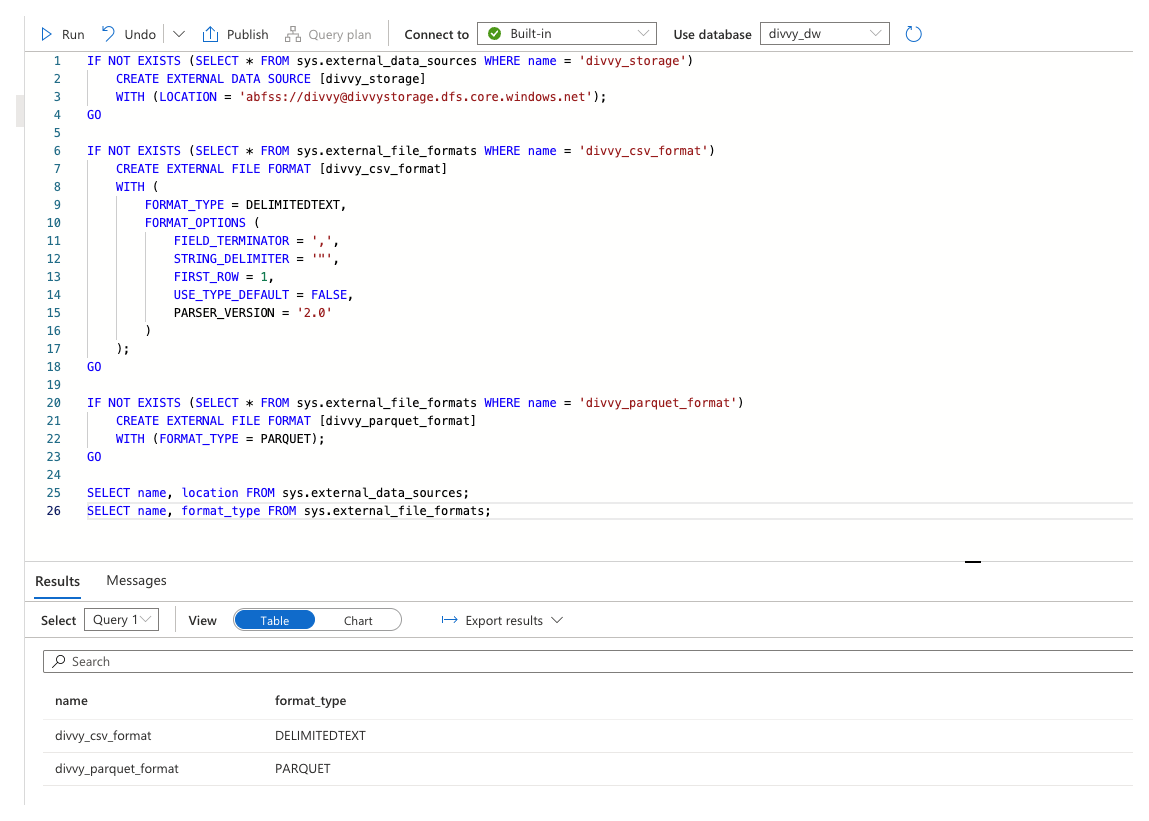 Run Undo Publish Query plan Connect to Built-in Use database divvy_dw
1 IF NOT EXISTS (SELECT * FROM sys.external_data_sources WHERE name = 'divvy_storage')
2 CREATE EXTERNAL DATA SOURCE [divvy_storage]
3 WITH (LOCATION = 'abfss://divvy@divvystorage.dfs.core.windows.net');
4 GO
5
6 IF NOT EXISTS (SELECT * FROM sys.external_file_formats WHERE name = 'divvy_csv_format')
7 CREATE EXTERNAL FILE FORMAT [divvy_csv_format]
8 WITH (
9 FORMAT_TYPE = DELIMITEDTEXT,
10 FORMAT_OPTIONS (
11 FIELD_TERMINATOR = ',',
12 STRING_DELIMITER = '"',
13 FIRST_ROW = 1,
14 USE_TYPE_DEFAULT = FALSE,
15 PARSER_VERSION = '2.0'
16 )
17 );
18 GO
19
20 IF NOT EXISTS (SELECT * FROM sys.external_file_formats WHERE name = 'divvy_parquet_format')
21 CREATE EXTERNAL FILE FORMAT [divvy_parquet_format]
22 WITH (FORMAT_TYPE = PARQUET);
23 GO
24
25 SELECT name, location FROM sys.external_data_sources;
26 SELECT name, format_type FROM sys.external_file_formats;
Results Messages
Select Query 1 View Table Chart Export results
Search
name format_type
divvy_csv_format DELIMITEDTEXT
divvy_parquet_format PARQUET